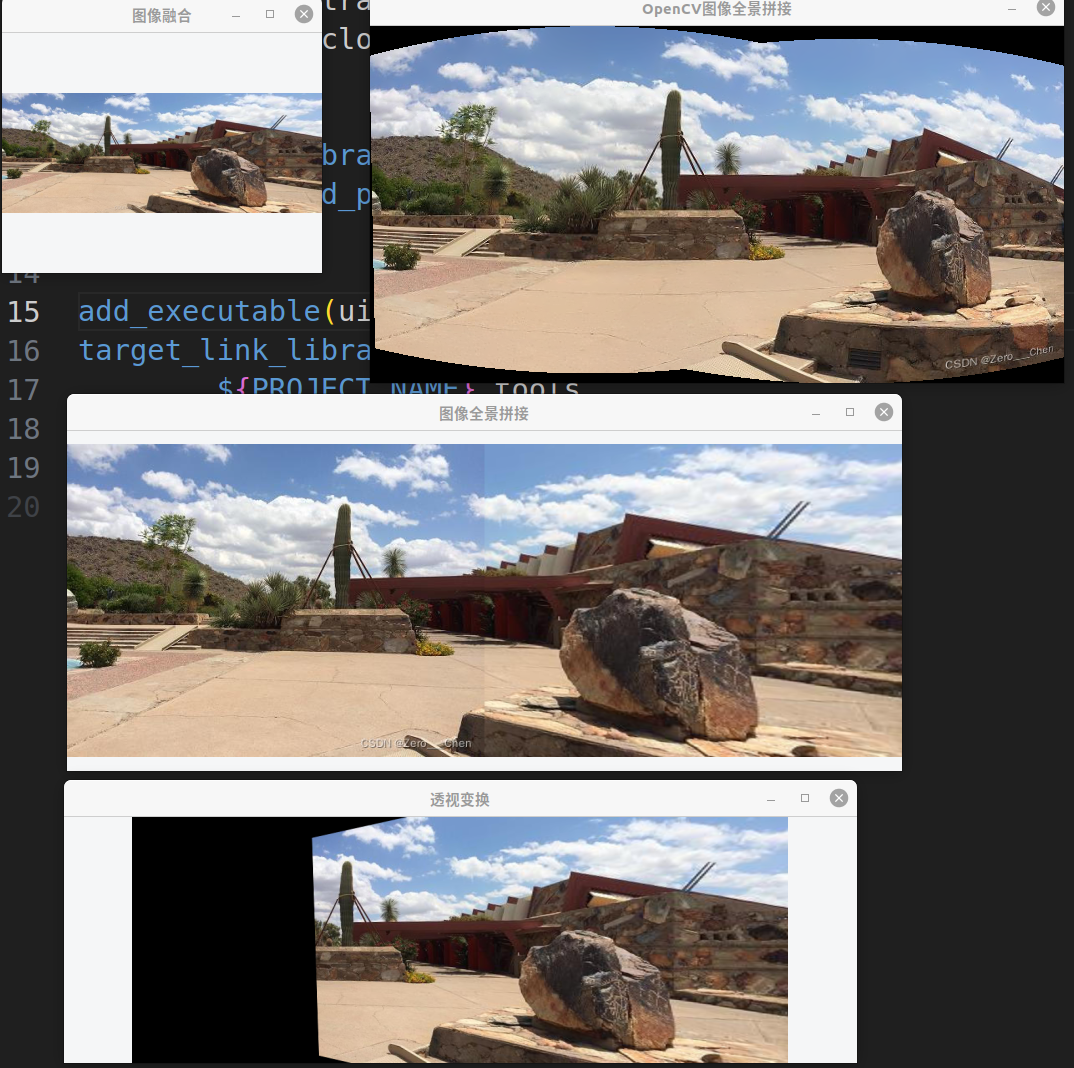 图像融合
OpenCV图像全景拼接
clo
bra
d_p
CSDN @Zero___Chen
14
15 add_executable(ui
16 target_link_libra
17 ${PROJECT_NAME} tools
18
图像全景拼接
19
20
CSDN @Zero___Chen
透视变换